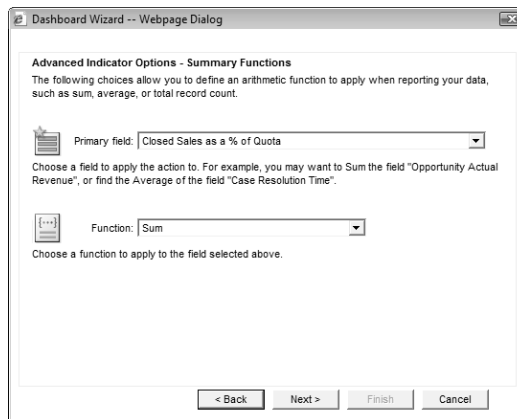 Dashboard Wizard -- Webpage Dialog
Advanced Indicator Options - Summary Functions
The following choices allow you to define an arithmetic function to apply when reporting your data,
such as sum, average, or total record count.
Primary field: Closed Sales as a % of Quota
Choose a field to apply the action to. For example, you may want to Sum the field "Opportunity Actual
Revenue", or find the Average of the field "Case Resolution Time".
{---}
Function: Sum
Choose a function to apply to the field selected above.
< Back Next > Finish Cancel